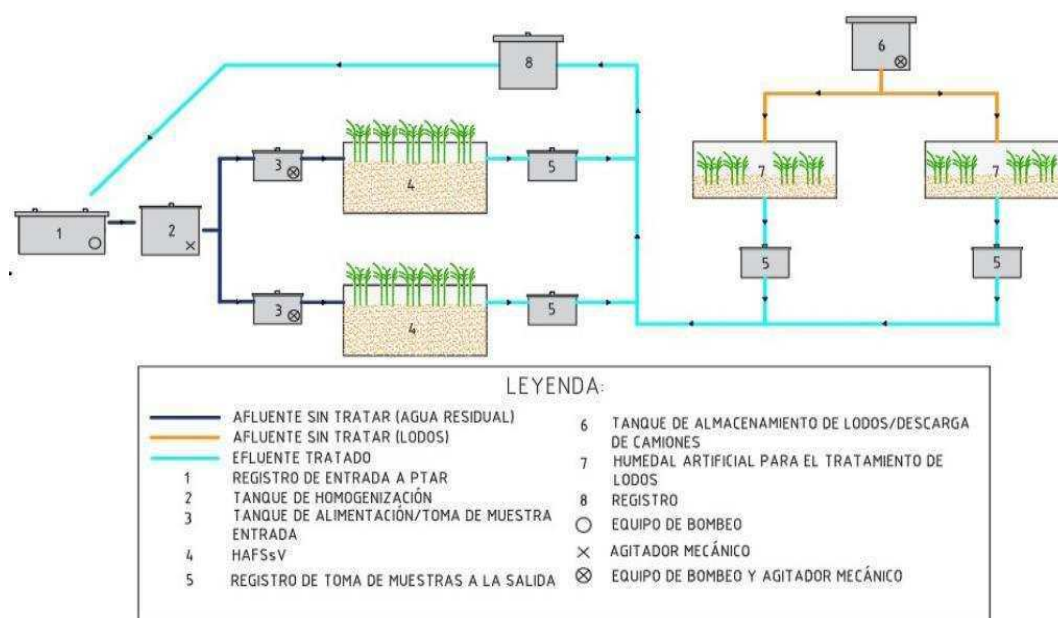 8
6
3
4
5
7
7
1
2
5
5
3
4
5
LEYENDA:
AFLUENTE SIN TRATAR (AGUA RESIDUAL)
AFLUENTE SIN TRATAR (LODOS)
EFLUENTE TRATADO
1 REGISTRO DE ENTRADA A PTAR
2 TANQUE DE HOMOGENIZACIÓN
3 TANQUE DE ALIMENTACIÓN/TOMA DE MUESTRA
ENTRADA
4 HAFSsV
5 REGISTRO DE TOMA DE MUESTRAS A LA SALIDA
6 TANQUE DE ALMACENAMIENTO DE LODOS/DESCARGA
DE CAMIONES
7 HUMEDAL ARTIFICIAL PARA EL TRATAMIENTO DE
LODOS
8 REGISTRO
EQUIPO DE BOMBEO
AGITADOR MECÁNICO
EQUIPO DE BOMBEO Y AGITADOR MECÁNICO